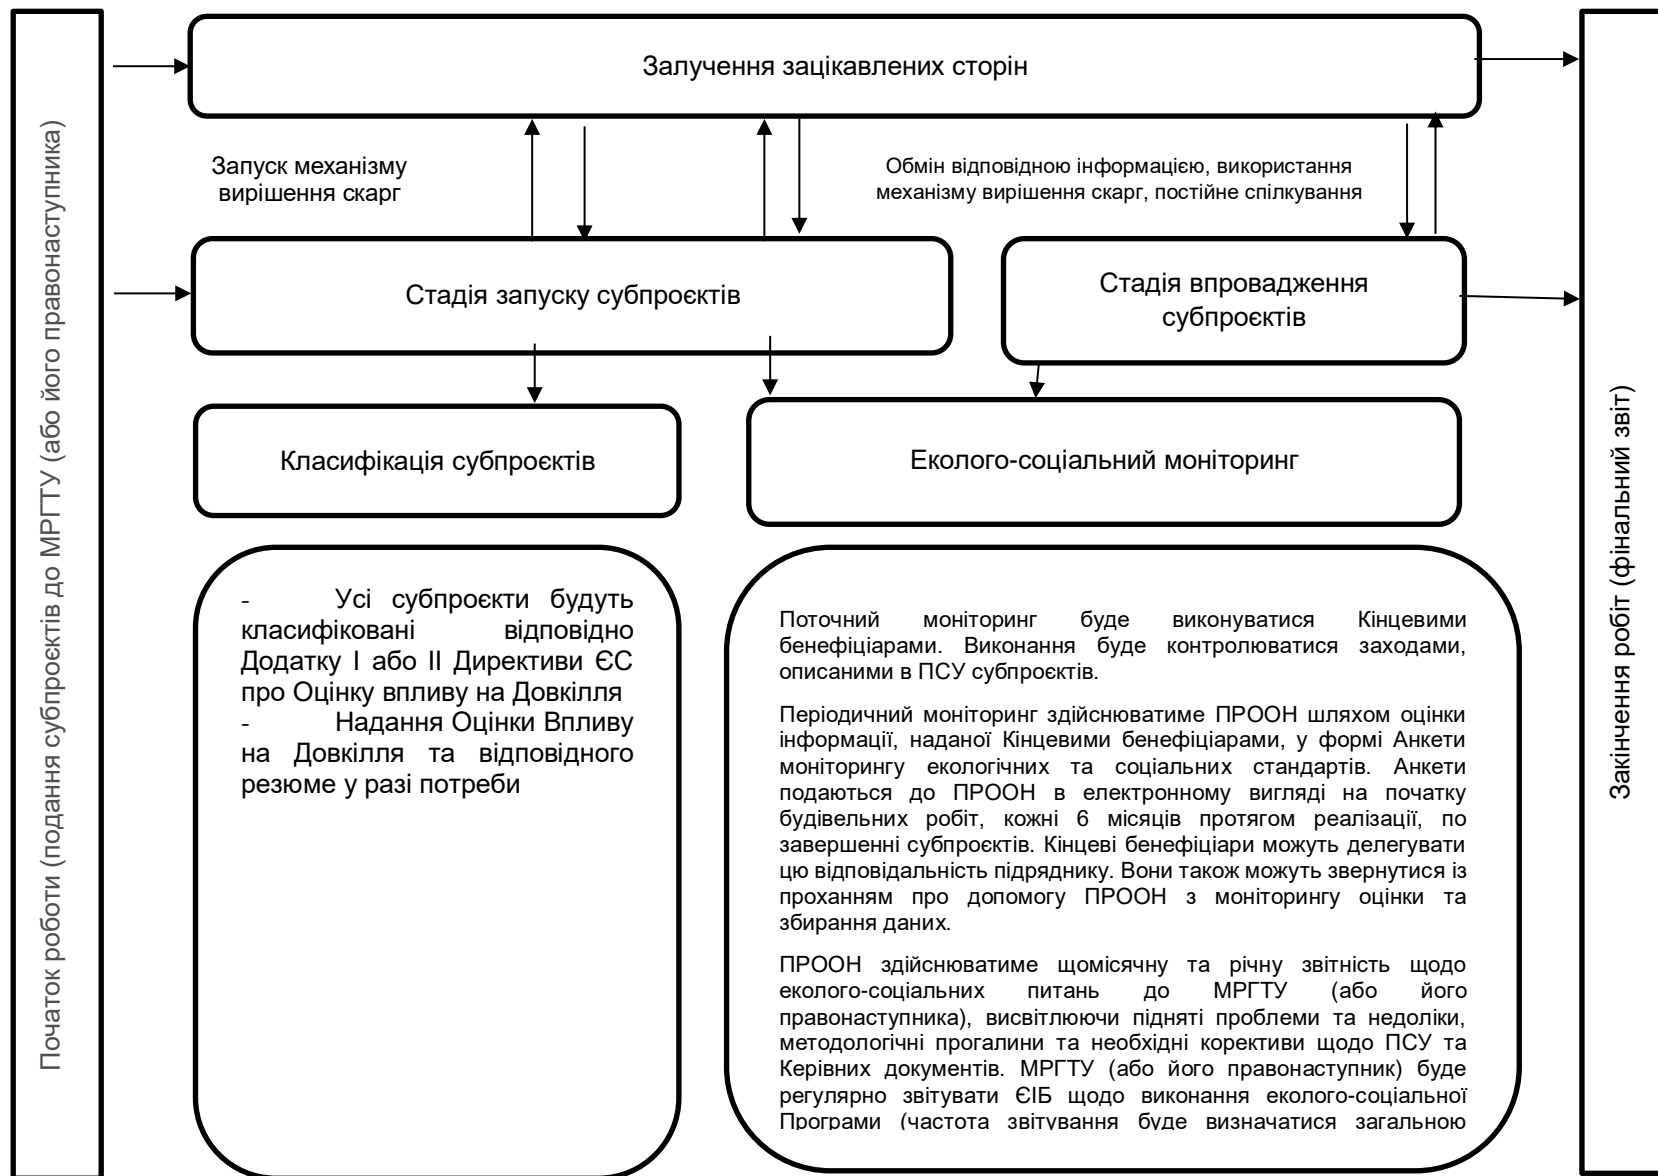 Початок роботи (подання субпроєктів до МРГТУ (або його правонаступника)
Залучення зацікавлених сторін
Запуск механізму
вирішення скарг
Обмін відповідною інформацією, використання
механізму вирішення скарг, постійне спілкування
Стадія запуску субпроєктів
Стадія впровадження
субпроєктів
Класифікація субпроєктів
Еколого-соціальний моніторинг
- Усі субпроєкти будуть
класифіковані відповідно
Додатку І або ІІ Директиви ЄС
про Оцінку впливу на Довкілля
- Надання Оцінки Впливу
на Довкілля та відповідного
резюме у разі потреби
Поточний моніторинг буде виконуватися Кінцевими
бенефіціарами. Виконання буде контролюватися заходами,
описаними в ПСУ субпроєктів.
Періодичний моніторинг здійснюватиме ПРООН шляхом оцінки
інформації, наданої Кінцевими бенефіціарами, у формі Анкети
моніторингу екологічних та соціальних стандартів. Анкети
подаються до ПРООН в електронному вигляді на початку
будівельних робіт, кожні 6 місяців протягом реалізації, по
завершенні субпроєктів. Кінцеві бенефіціари можуть делегувати
цю відповідальність підряднику. Вони також можуть звернутися із
проханням про допомогу ПРООН з моніторингу оцінки та
збирання даних.
ПРООН здійснюватиме щомісячну та річну звітність щодо
еколого-соціальних питань до МРГТУ (або його
правонаступника), висвітлюючи підняті проблеми та недоліки,
методологічні прогалини та необхідні корективи щодо ПСУ та
Керівних документів. МРГТУ (або його правонаступник) буде
регулярно звітувати ЄІБ щодо виконання еколого-соціальної
Програми (частота звітування буде визначатися загальною
Закінчення робіт (фінальний звіт)